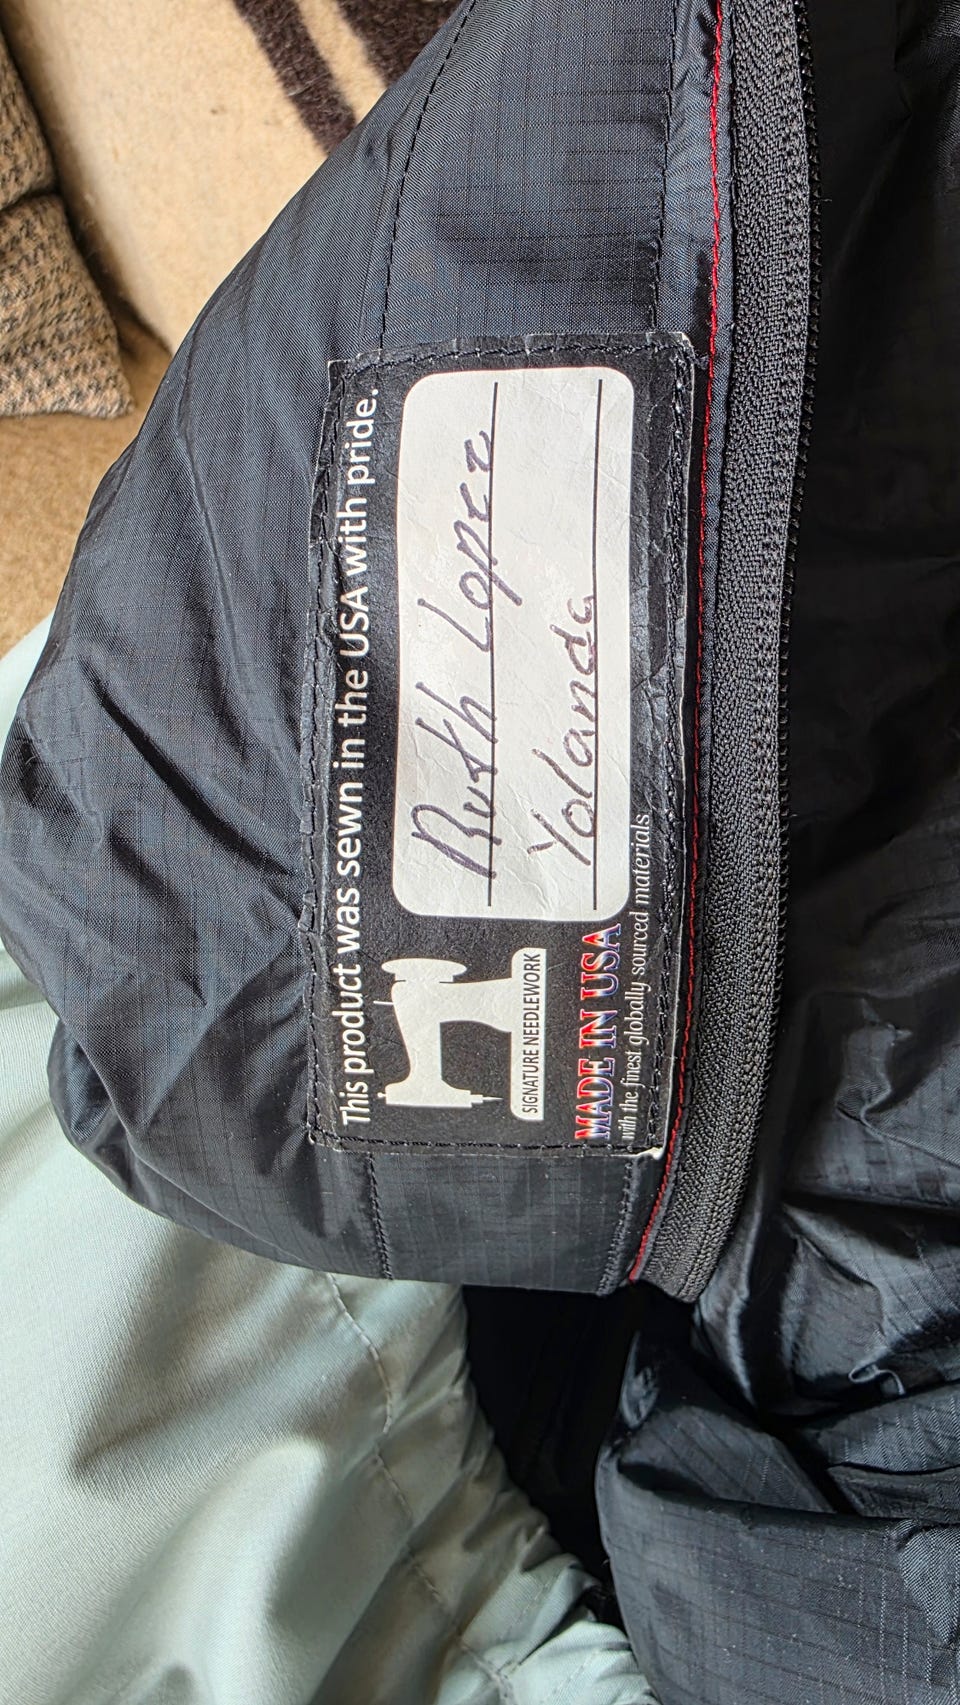 This product was sewn in the USA with pride.
Ruth Lopez
Yolanda
SIGNATURE NEEDLEWORK
MADE IN USA
with the finest globally sourced materials